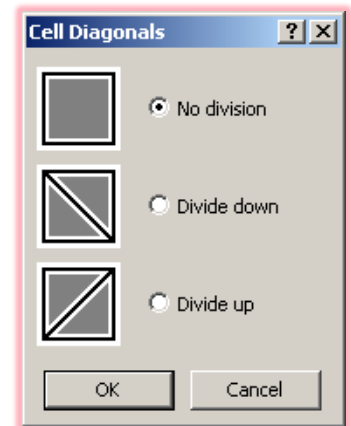 Cell Diagonals
No division
Divide down
Divide up
OK Cancel